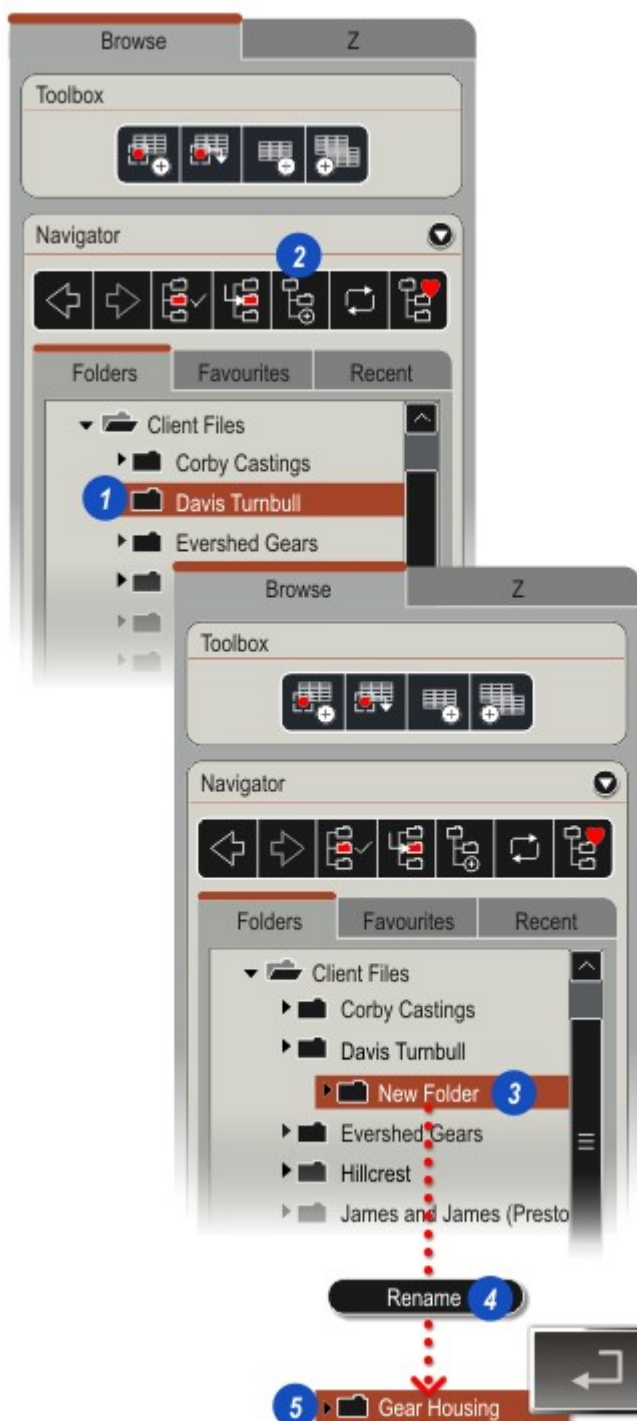 Browse Z
Toolbox
Navigator
2
Folders Favourites Recent
Client Files
Corby Castings
1 Davis Turnbull
Evershed Gears
Browse Z
Toolbox
Navigator
Folders Favourites Recent
Client Files
Corby Castings
Davis Turnbull
New Folder 3
Evershed Gears
Hillcrest
James and James (Presto
Rename 4
5 Gear Housing